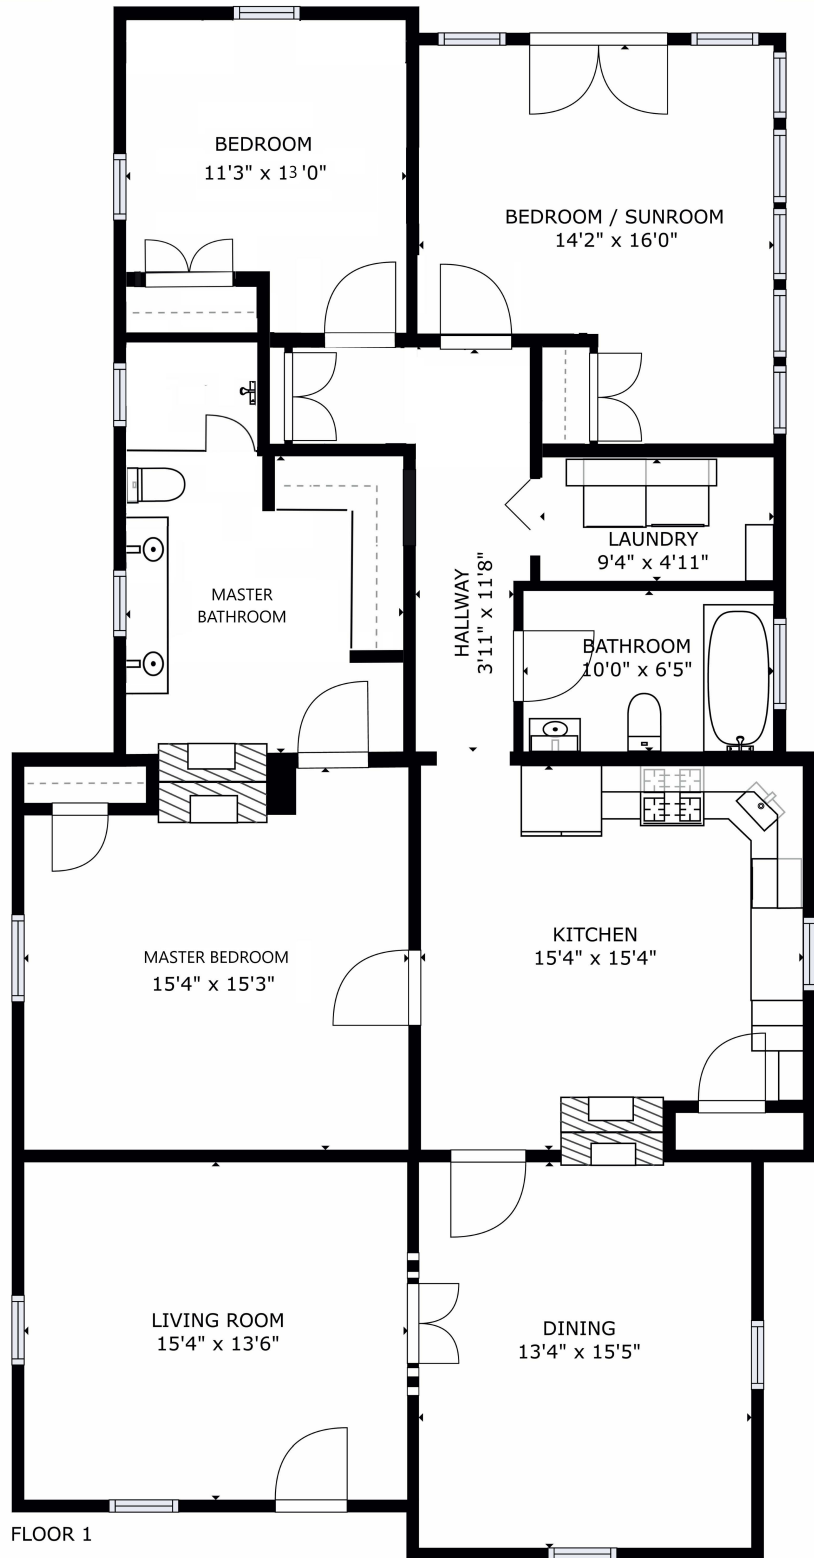 BEDROOM
11'3" x 13'0"
BEDROOM / SUNROOM
14'2" x 16'0"
LAUNDRY
9'4" x 4'11"
MASTER
BATHROOM
HALLWAY
3'11" x 11'8"
BATHROOM
10'0" x 6'5"
KITCHEN
15'4" x 15'4"
MASTER BEDROOM
15'4" x 15'3"
LIVING ROOM
15'4" x 13'6"
DINING
13'4" x 15'5"
FLOOR 1